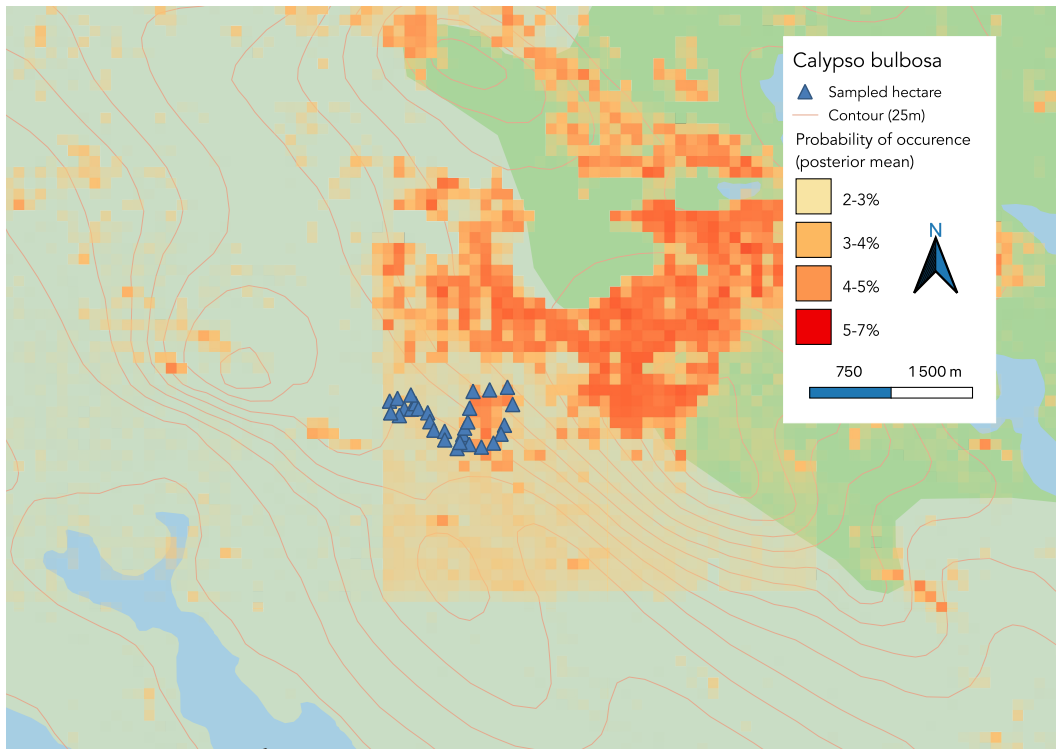 Calypso bulbosa
Sampled hectare
Contour (25m)
Probability of occurence
(posterior mean)
2-3%
3-4%
4-5%
5-7%
N
750 1 500 m